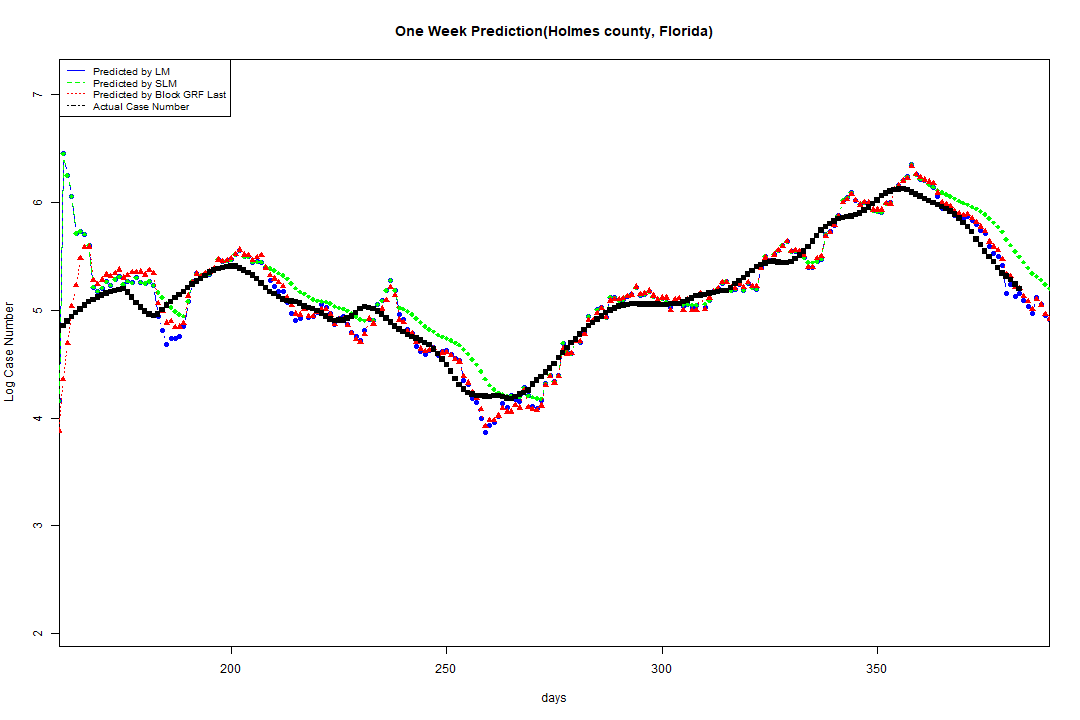 One Week Prediction(Holmes county, Florida)
Predicted by LM
Predicted by SLM
Predicted by Block GRF Last
Actual Case Number
7
6
5
4
3
2
Log Case Number
200 250 300 350
days